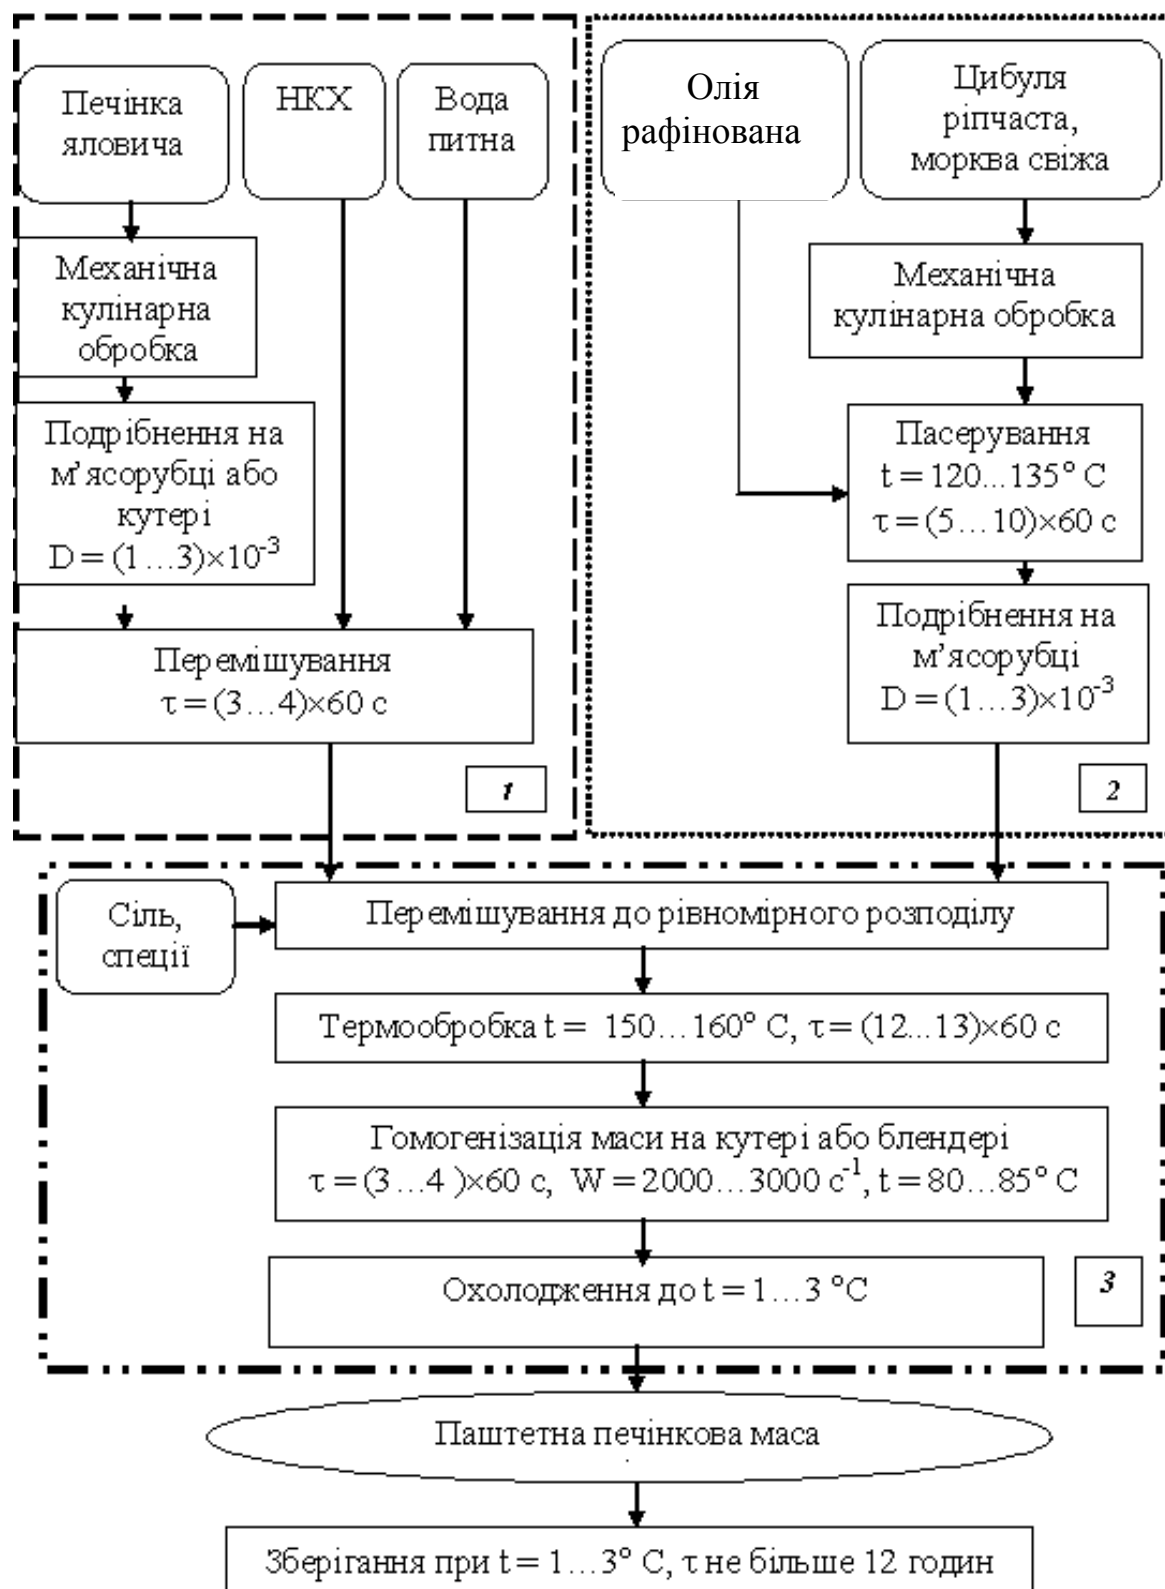 Печінка
яловича
НКХ
Вода
питна
Механічна
кулінарна
обробка
Подрібнення на
м’ясорубці або
кутері
D = (1…3)×10⁻³
Перемішування
τ = (3…4)×60 с
1
Олія
рафінована
Цибуля
ріпчаста,
морква свіжа
Механічна
кулінарна обробка
Пасерування
t = 120…135° C
τ = (5…10)×60 с
Подрібнення на
м’ясорубці
D = (1…3)×10⁻³
2
Сіль,
спеції
Перемішування до рівномірного розподілу
Термообробка t = 150…160° C, τ = (12…13)×60 с
Гомогенізація маси на кутері або блендері
τ = (3…4 )×60 с, W = 2000…3000 с⁻¹, t = 80…85° C
Охолодження до t = 1…3 °C
3
Паштетна печінкова маса
Зберігання при t = 1…3° C, τ не більше 12 годин